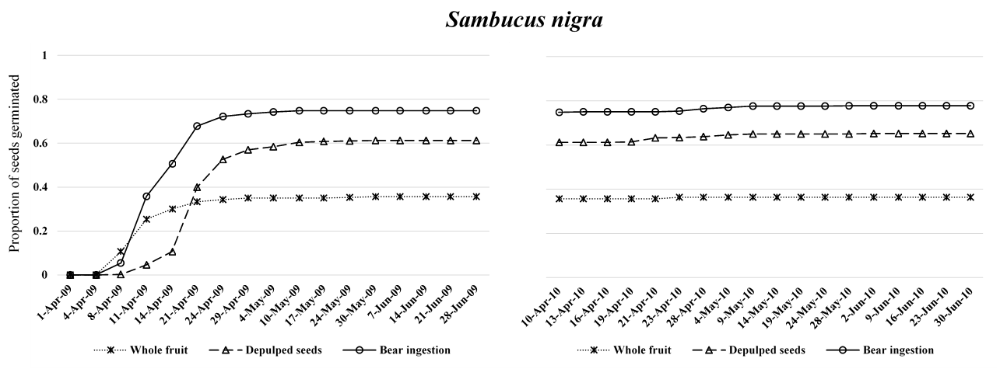 Sambucus nigra
Proportion of seeds germinated
1
0.8
0.6
0.4
0.2
0
1-Apr-09
4-Apr-09
8-Apr-09
11-Apr-09
14-Apr-09
21-Apr-09
24-Apr-09
29-Apr-09
4-May-09
10-May-09
17-May-09
24-May-09
30-May-09
7-Jun-09
14-Jun-09
21-Jun-09
28-Jun-09
Whole fruit
Depulped seeds
Bear ingestion
10-Apr-10
13-Apr-10
16-Apr-10
19-Apr-10
21-Apr-10
23-Apr-10
28-Apr-10
4-May-10
9-May-10
14-May-10
19-May-10
24-May-10
28-May-10
2-Jun-10
9-Jun-10
16-Jun-10
23-Jun-10
30-Jun-10
Whole fruit
Depulped seeds
Bear ingestion